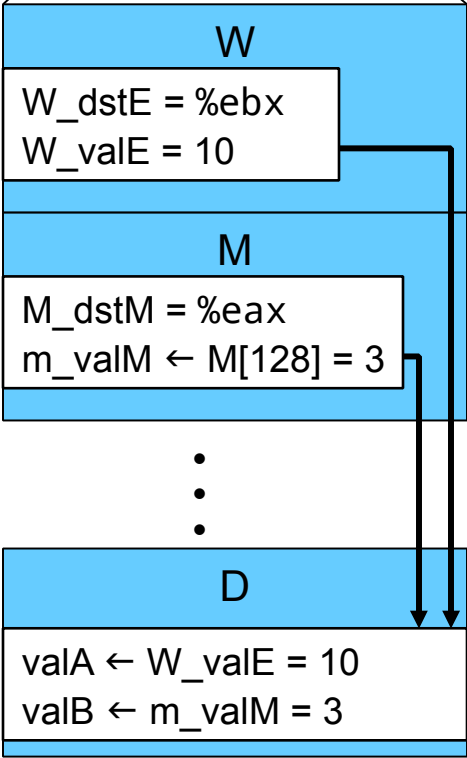 W
W_dstE = %ebx
W_valE = 10
M
M_dstM = %eax
m_valM ← M[128] = 3
•
•
•
D
valA ← W_valE = 10
valB ← m_valM = 3